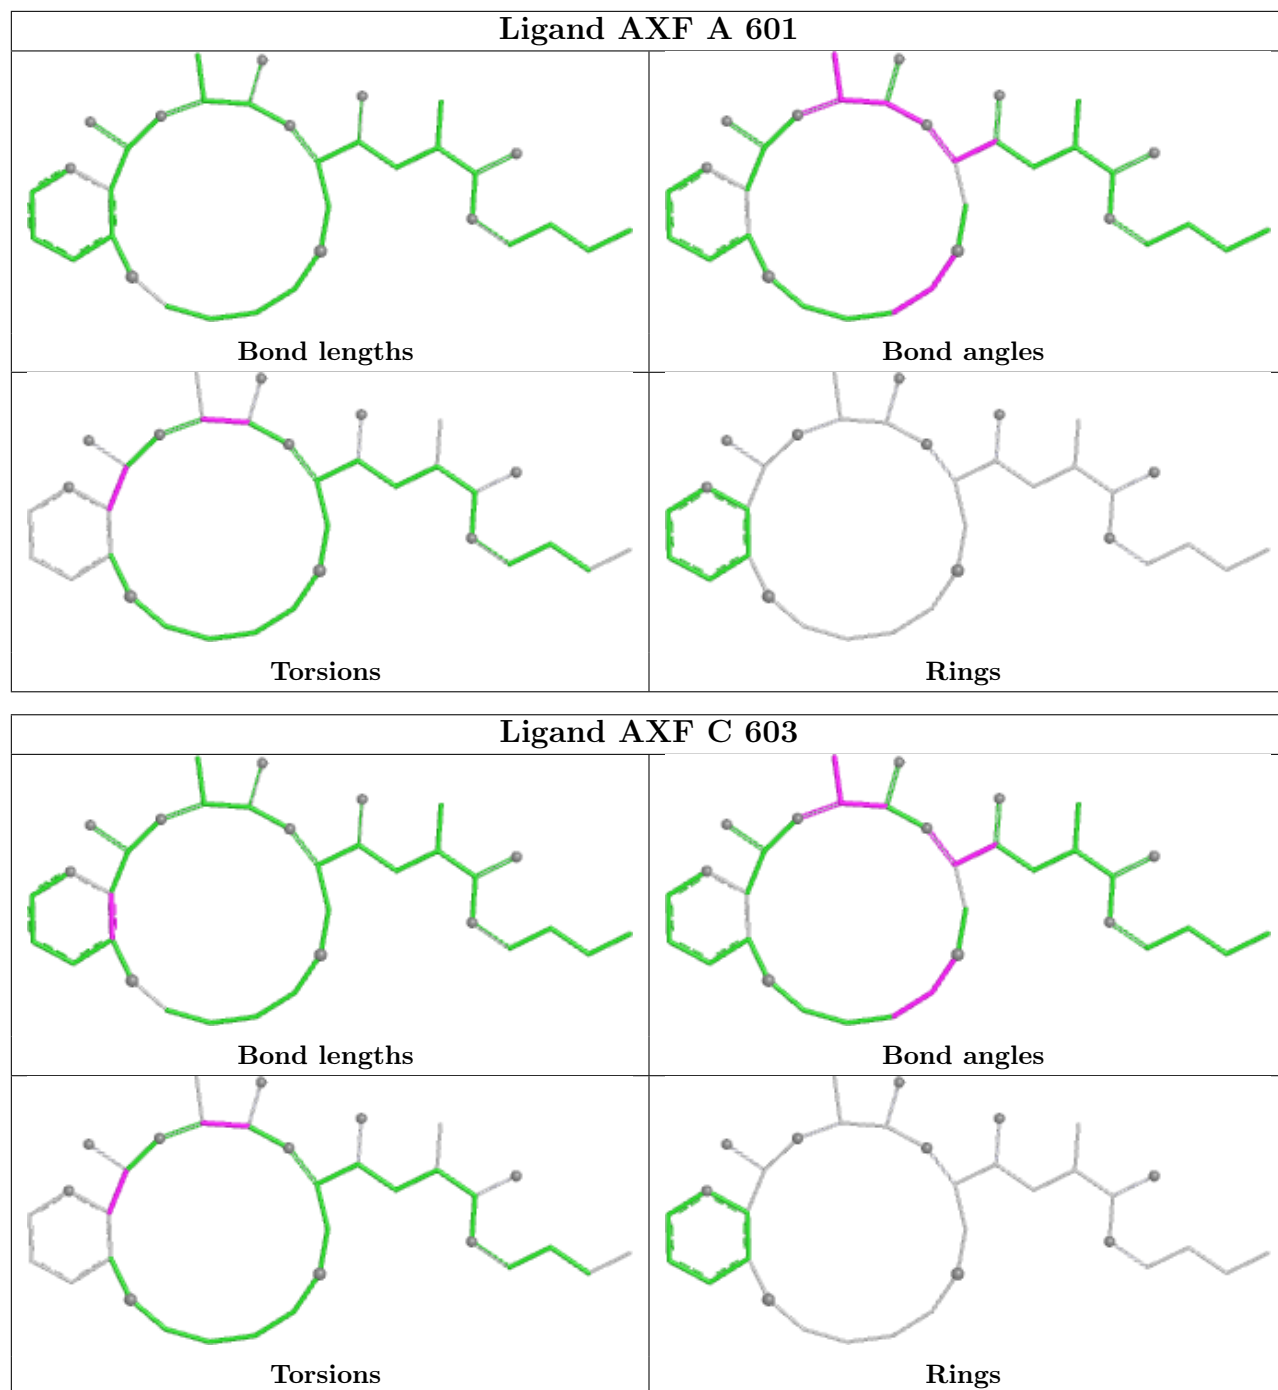 Ligand AXF A 601
Bond lengths
Bond angles
Torsions
Rings
Ligand AXF C 603
Bond lengths
Bond angles
Torsions
Rings